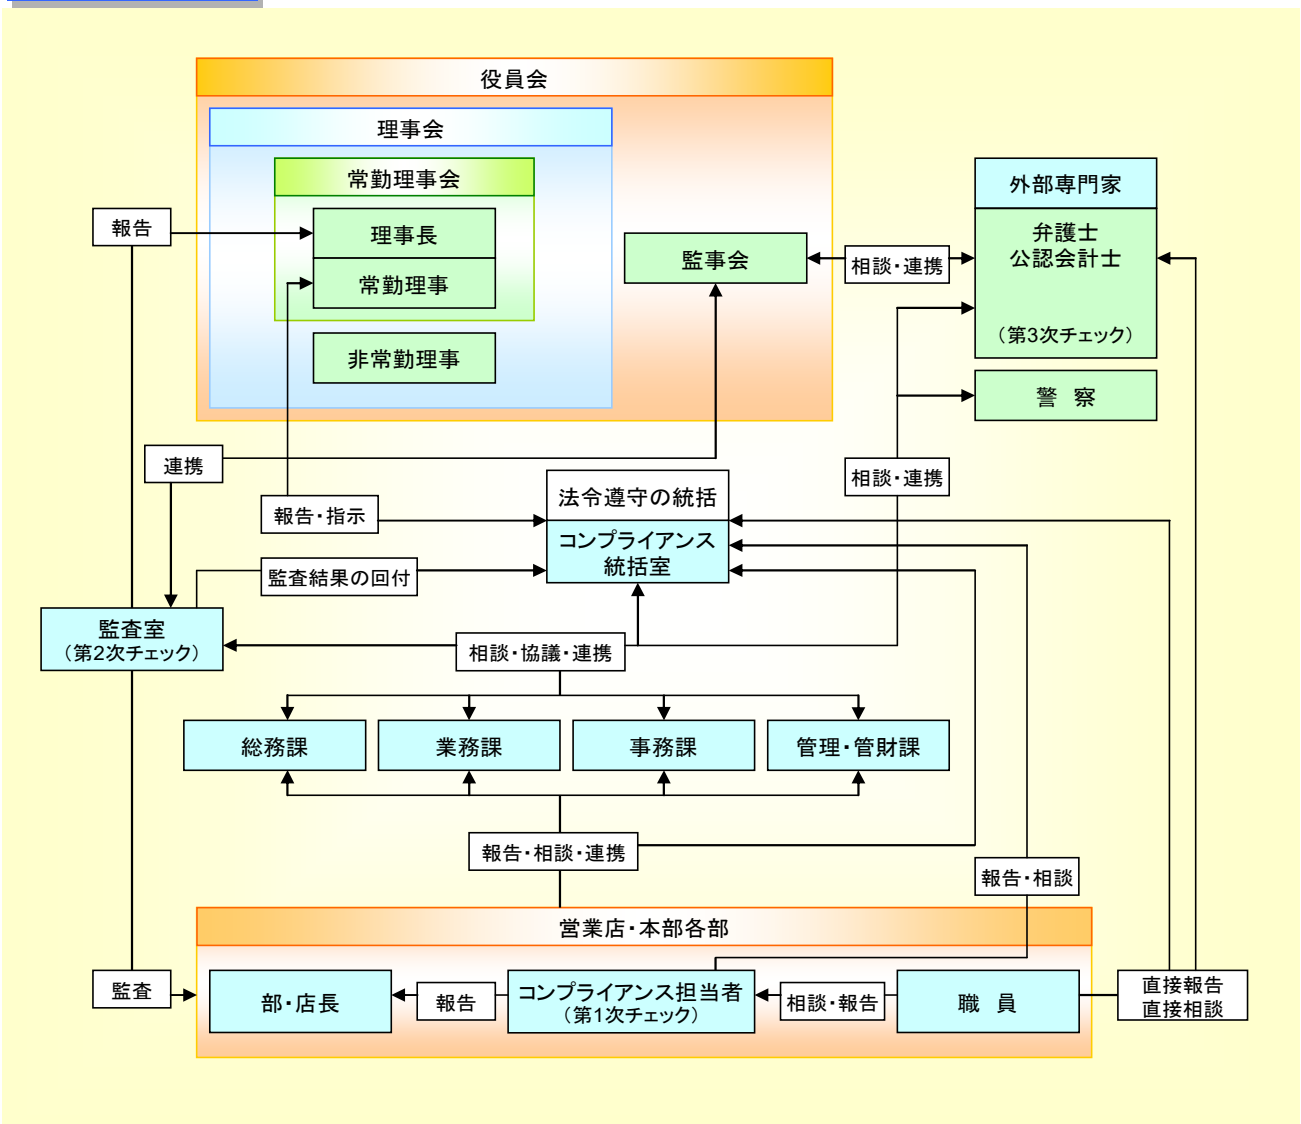 役員会
理事会
常勤理事会
理事長
常勤理事
非常勤理事
監事会
外部専門家
弁護士
公認会計士
（第3次チェック）
警　察
報告
相談・連携
連携
相談・連携
報告・指示
法令遵守の統括
コンプライアンス
統括室
監査結果の回付
監査室
（第2次チェック）
相談・協議・連携
総務課
業務課
事務課
管理・管財課
報告・相談・連携
報告・相談
営業店・本部各部
監査
部・店長
報告
コンプライアンス担当者
（第1次チェック）
相談・報告
職　員
直接報告
直接相談